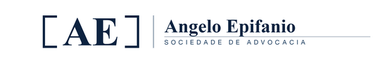 [AE]
Angelo Epifanio
SOCIEDADE DE ADVOCACIA